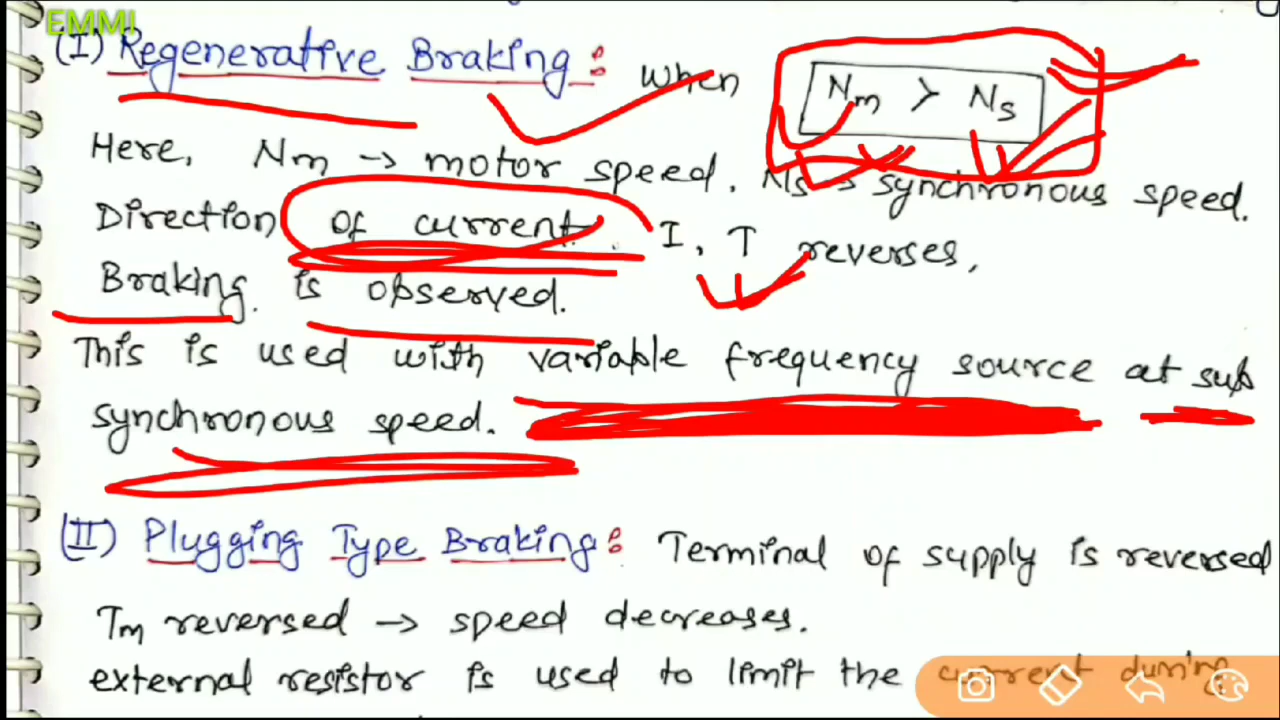 EMMI
(I) Regenerative Braking : when Nm > Ns
Here, Nm → motor speed. Ns → synchronous speed.
Direction of current. I, T reverses,
Braking is observed.
This is used with variable frequency source at sub
synchronous speed.
(II) Plugging Type Braking : Terminal of supply is reversed
Tm reversed → speed decreases.
external resistor is used to limit the current during